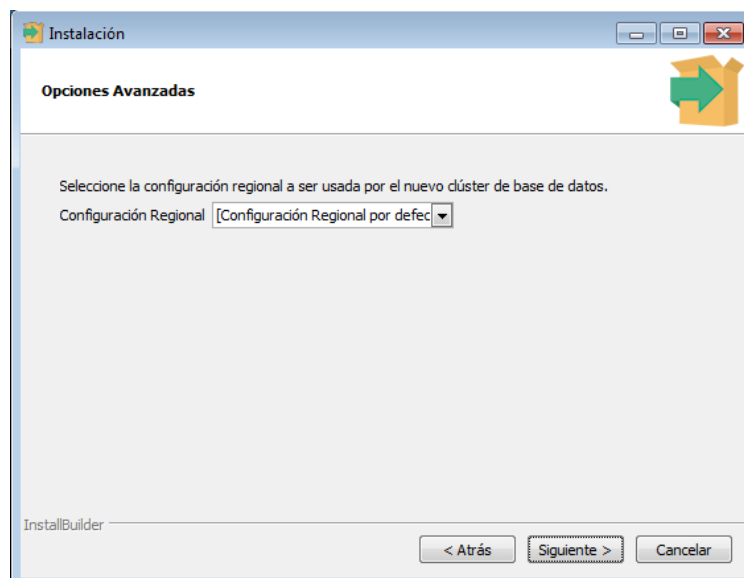 Instalación
Opciones Avanzadas
Seleccione la configuración regional a ser usada por el nuevo clúster de base de datos.
Configuración Regional [Configuración Regional por defec
InstallBuilder
< Atrás Siguiente > Cancelar